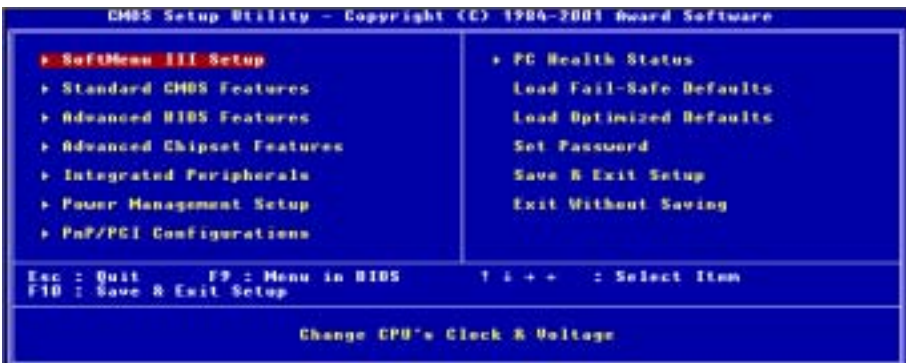 CMOS Setup Utility - Copyright (C) 1984-2001 Award Software
▸ SoftMenu III Setup
▸ Standard CMOS Features
▸ Advanced BIOS Features
▸ Advanced Chipset Features
▸ Integrated Peripherals
▸ Power Management Setup
▸ PnP/PCI Configurations
▸ PC Health Status
Load Fail-Safe Defaults
Load Optimized Defaults
Set Password
Save & Exit Setup
Exit Without Saving
Esc : Quit F9 : Menu in BIOS ↑ ↓ → ← : Select Item
F10 : Save & Exit Setup
Change CPU's Clock & Voltage